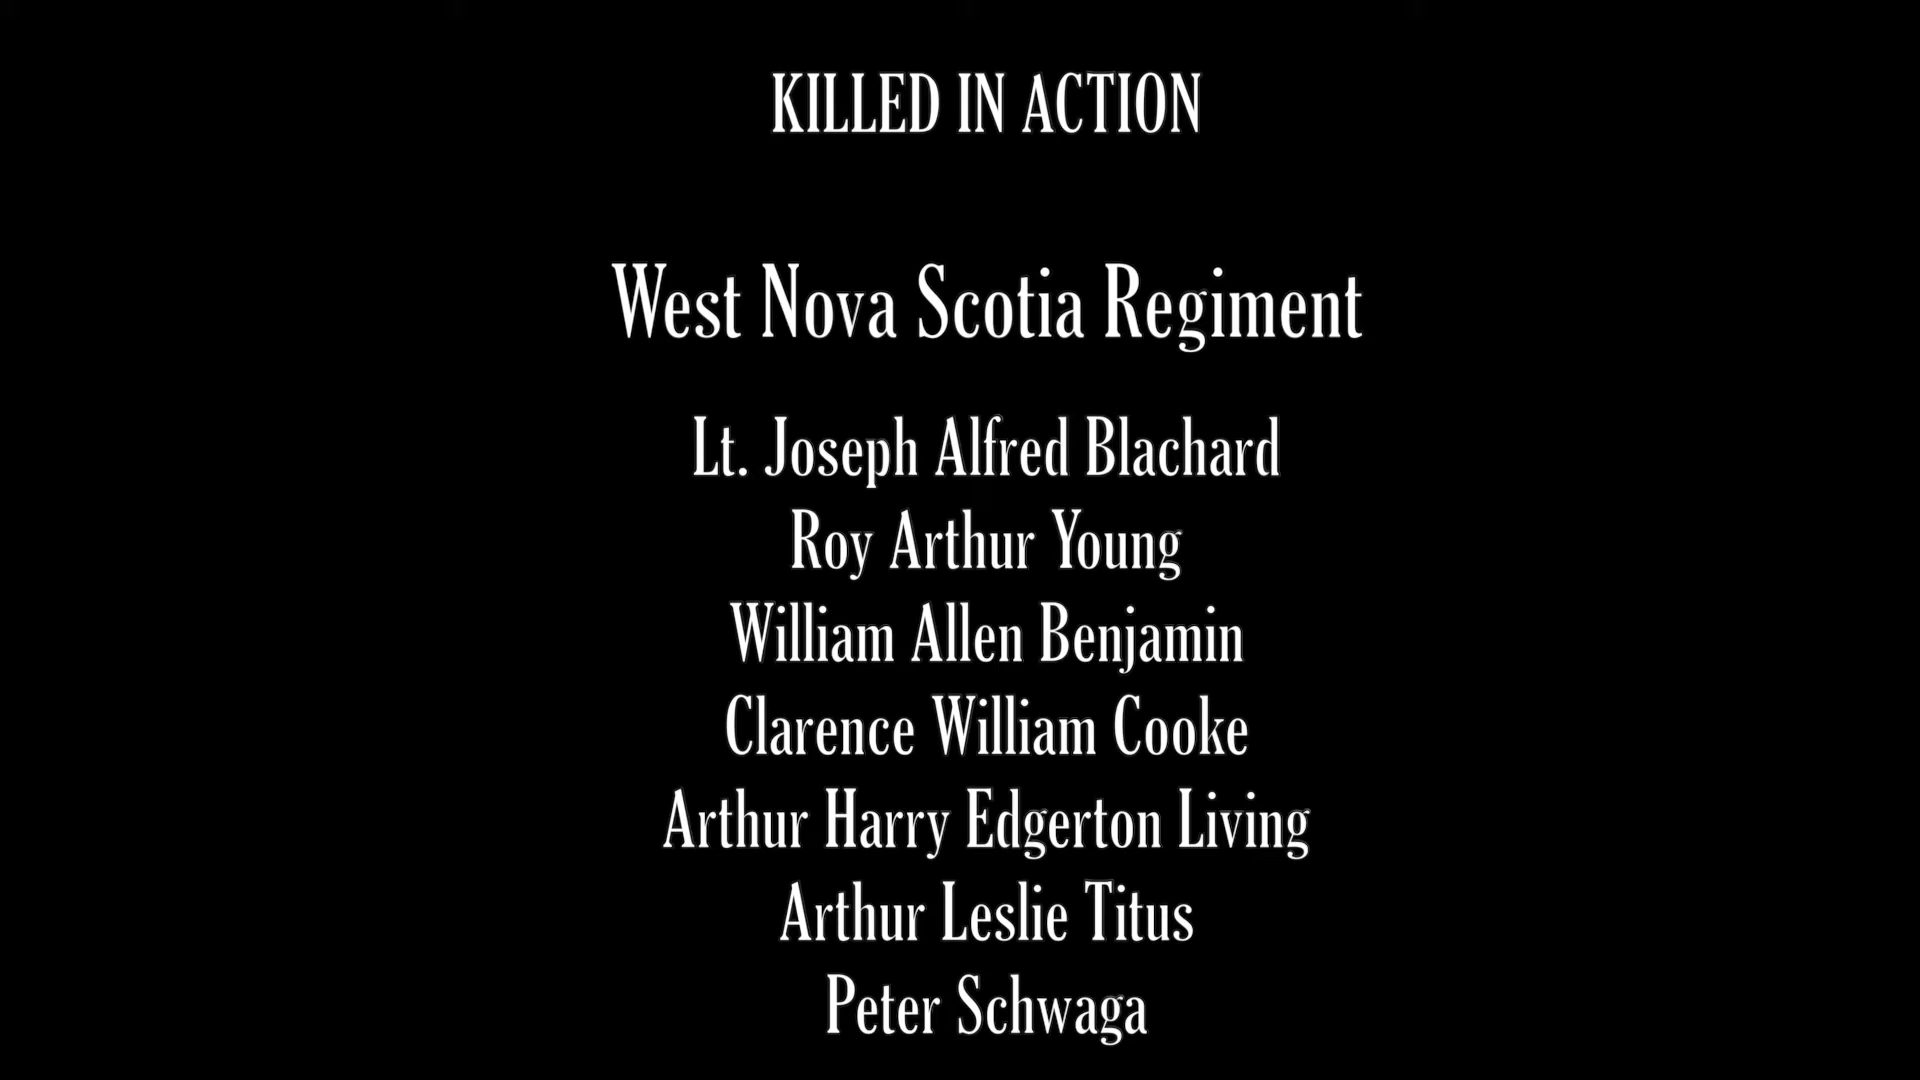 KILLED IN ACTION
West Nova Scotia Regiment
Lt. Joseph Alfred Blachard
Roy Arthur Young
William Allen Benjamin
Clarence William Cooke
Arthur Harry Edgerton Living
Arthur Leslie Titus
Peter Schwaga